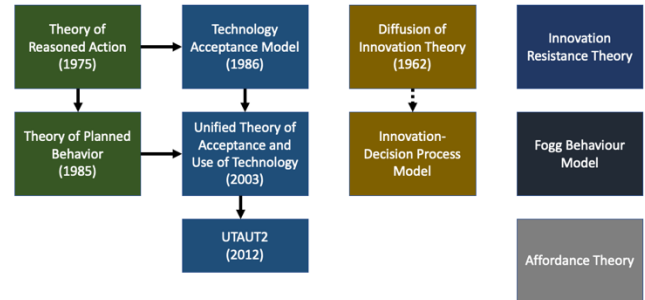 Theory of
Reasoned Action
(1975)
Technology
Acceptance Model
(1986)
Diffusion of
Innovation Theory
(1962)
Innovation
Resistance Theory
Theory of Planned
Behavior
(1985)
Unified Theory of
Acceptance and
Use of Technology
(2003)
Innovation-
Decision Process
Model
Fogg Behaviour
Model
UTAUT2
(2012)
Affordance Theory